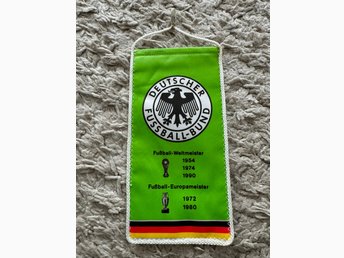 DEUTSCHER
FUSSBALL-BUND
Fußball-Weltmeister
1954
1974
1990
Fußball-Europameister
1972
1980